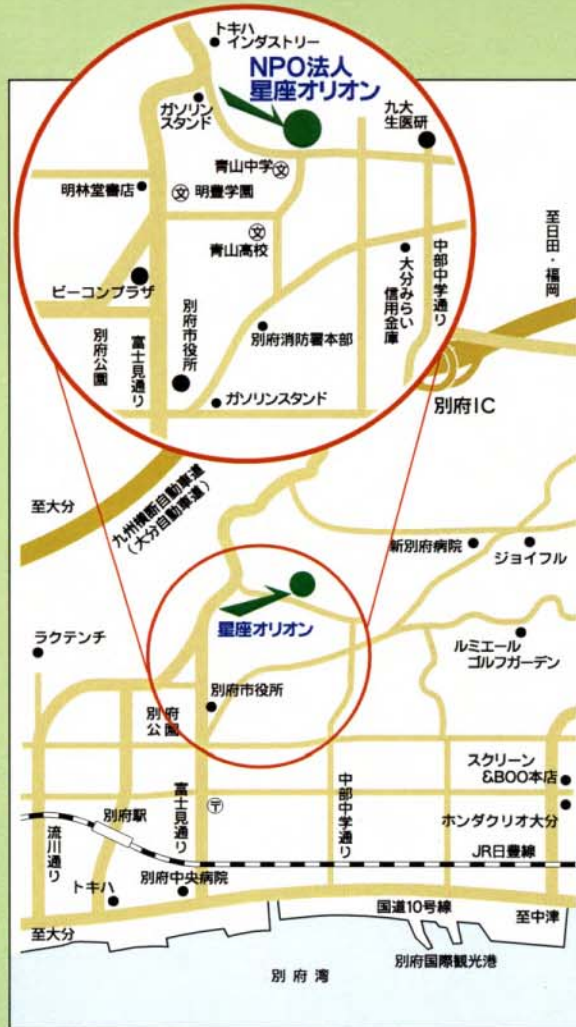 トキハ
インダストリー
NPO法人
星座オリオン
ガソリン
スタンド
九大
生医研
青山中学
文
明林堂書店
文
明豊学園
文
青山高校
至日田・福岡
中部中学通り
大分みらい
信用金庫
ビーコンプラザ
別府市役所
別府公園
富士見通り
別府消防署本部
ガソリンスタンド
別府IC
至大分
九州横断自動車道
(大分自動車道)
新別府病院
ジョイフル
星座オリオン
ラクテンチ
ルミエール
ゴルフガーデン
別府市役所
別府
公園
スクリーン
&BOO本店
富士見通り
〒
中部中学通り
別府駅
ホンダクリオ大分
流川通り
JR日豊線
トキハ
別府中央病院
国道10号線
至大分
至中津
別府国際観光港
別府湾